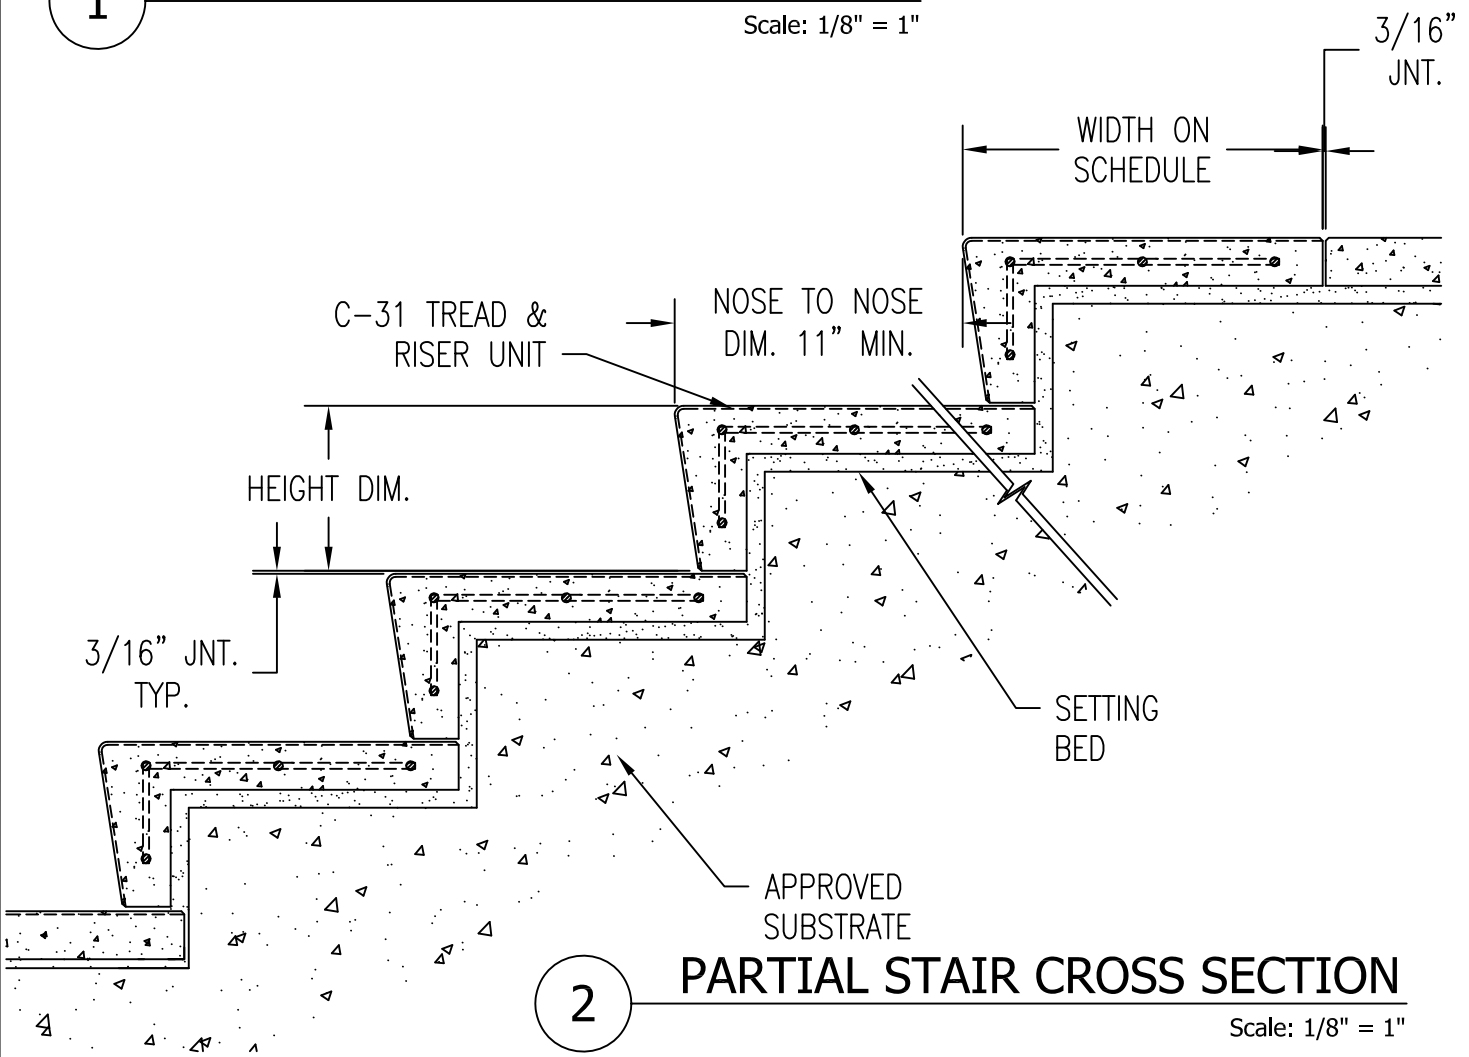 1
Scale: 1/8" = 1"
3/16"
JNT.
WIDTH ON
SCHEDULE
C-31 TREAD &
RISER UNIT
NOSE TO NOSE
DIM. 11" MIN.
HEIGHT DIM.
3/16" JNT.
TYP.
SETTING
BED
APPROVED
SUBSTRATE
2
PARTIAL STAIR CROSS SECTION
Scale: 1/8" = 1"